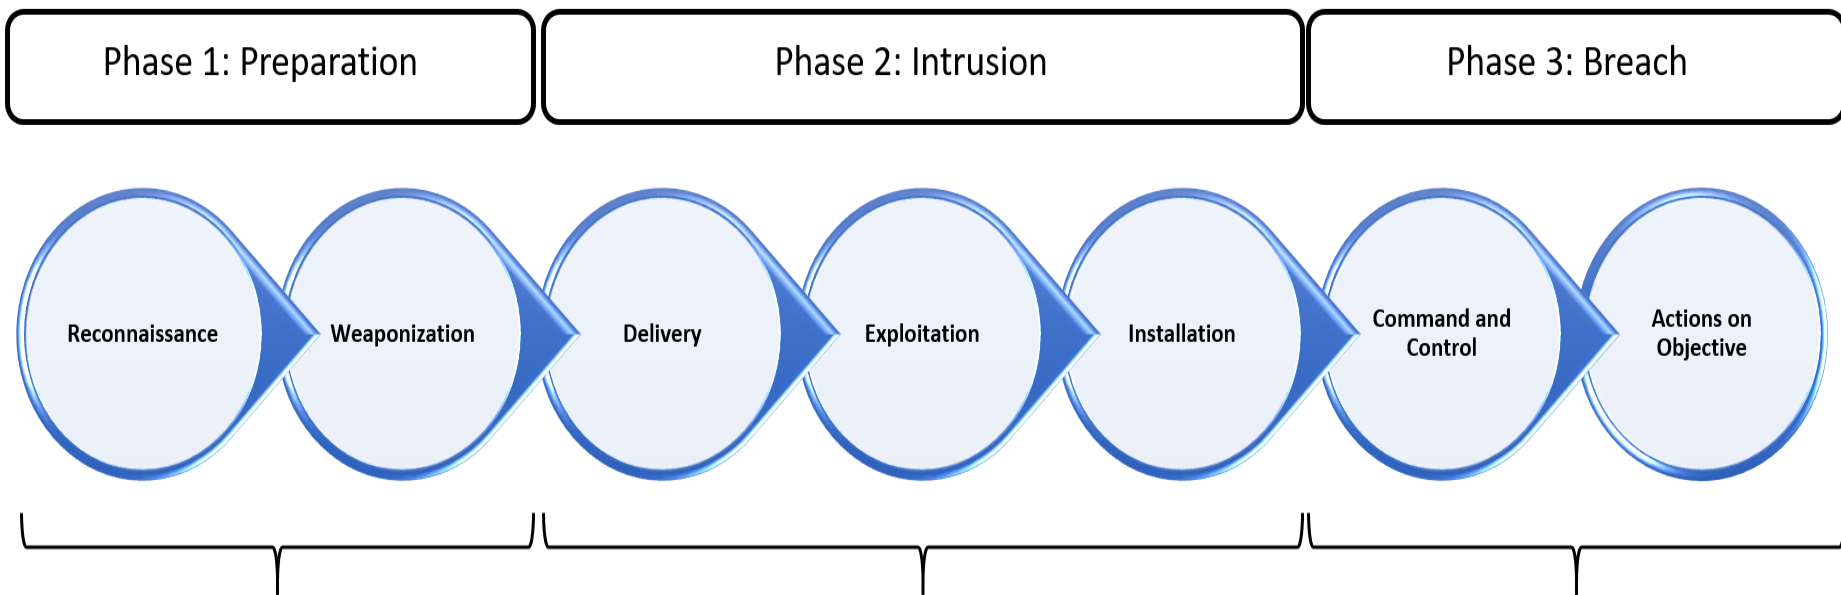 Phase 1: Preparation
Phase 2: Intrusion
Phase 3: Breach
Reconnaissance
Weaponization
Delivery
Exploitation
Installation
Command and
Control
Actions on
Objective